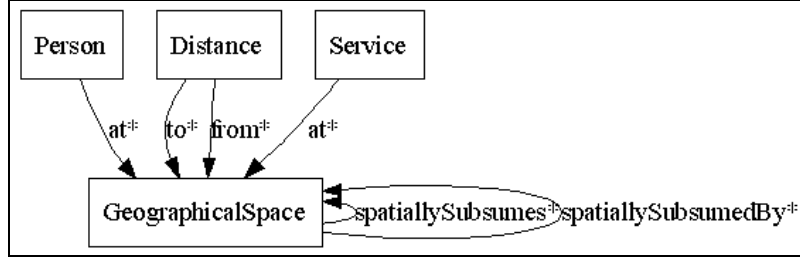 Person Distance Service
at* to* from* at*
GeographicalSpace spatiallySubsumes* spatiallySubsumedBy*